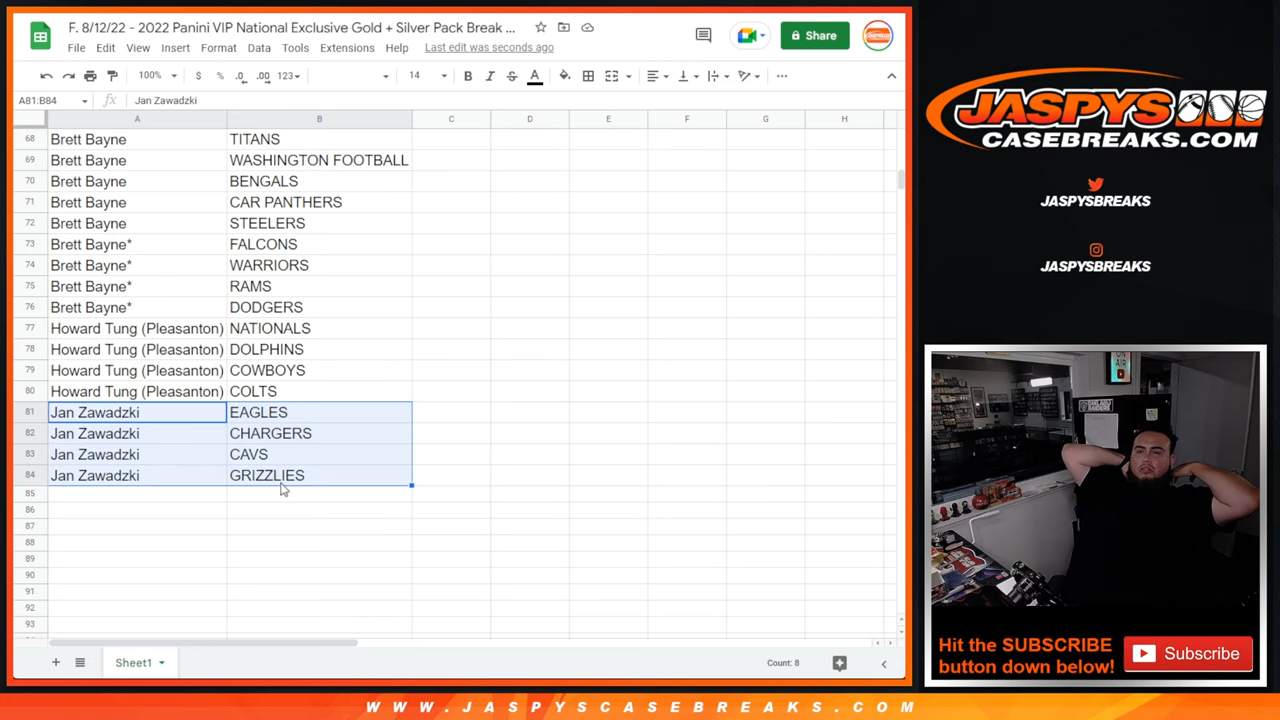 F. 8/12/22 - 2022 Panini VIP National Exclusive Gold + Silver Pack Break ...
File Edit View Insert Format Data Tools Extensions Help Last edit was seconds ago
Share
100% $ % .0 .00 123 14 B I S A
A81:B84 fx Jan Zawadzki
A B C D E F G H
68 Brett Bayne TITANS
69 Brett Bayne WASHINGTON FOOTBALL
70 Brett Bayne BENGALS
71 Brett Bayne CAR PANTHERS
72 Brett Bayne STEELERS
73 Brett Bayne* FALCONS
74 Brett Bayne* WARRIORS
75 Brett Bayne* RAMS
76 Brett Bayne* DODGERS
77 Howard Tung (Pleasanton) NATIONALS
78 Howard Tung (Pleasanton) DOLPHINS
79 Howard Tung (Pleasanton) COWBOYS
80 Howard Tung (Pleasanton) COLTS
81 Jan Zawadzki EAGLES
82 Jan Zawadzki CHARGERS
83 Jan Zawadzki CAVS
84 Jan Zawadzki GRIZZLIES
85
86
87
88
89
90
91
92
93
Sheet1
Count: 8
JASPYS
CASEBREAKS.COM
JASPYSBREAKS
JASPYSBREAKS
ON AIR
Hit the SUBSCRIBE
button down below!
Subscribe
WWW.JASPYSCASEBREAKS.COM